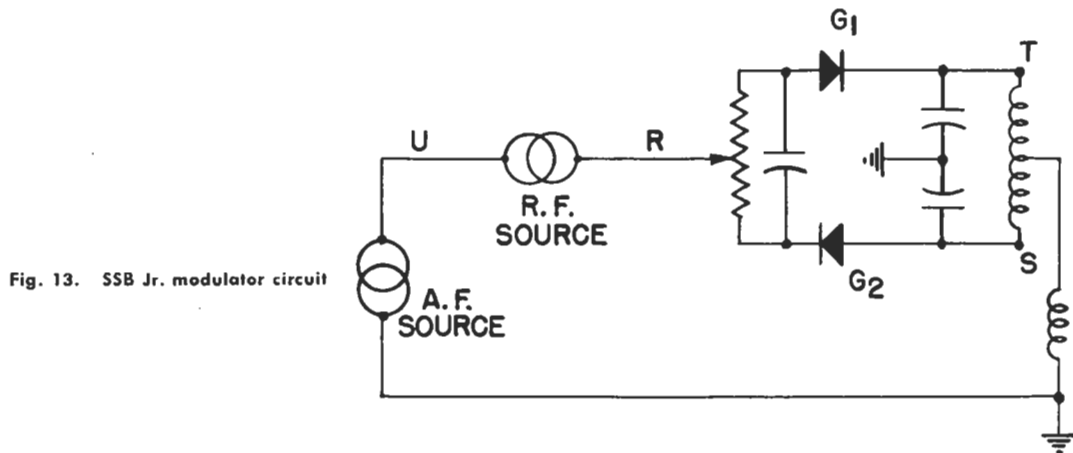 G1
T
U
R
R. F.
SOURCE
S
G2
Fig. 13. SSB Jr. modulator circuit
A. F.
SOURCE